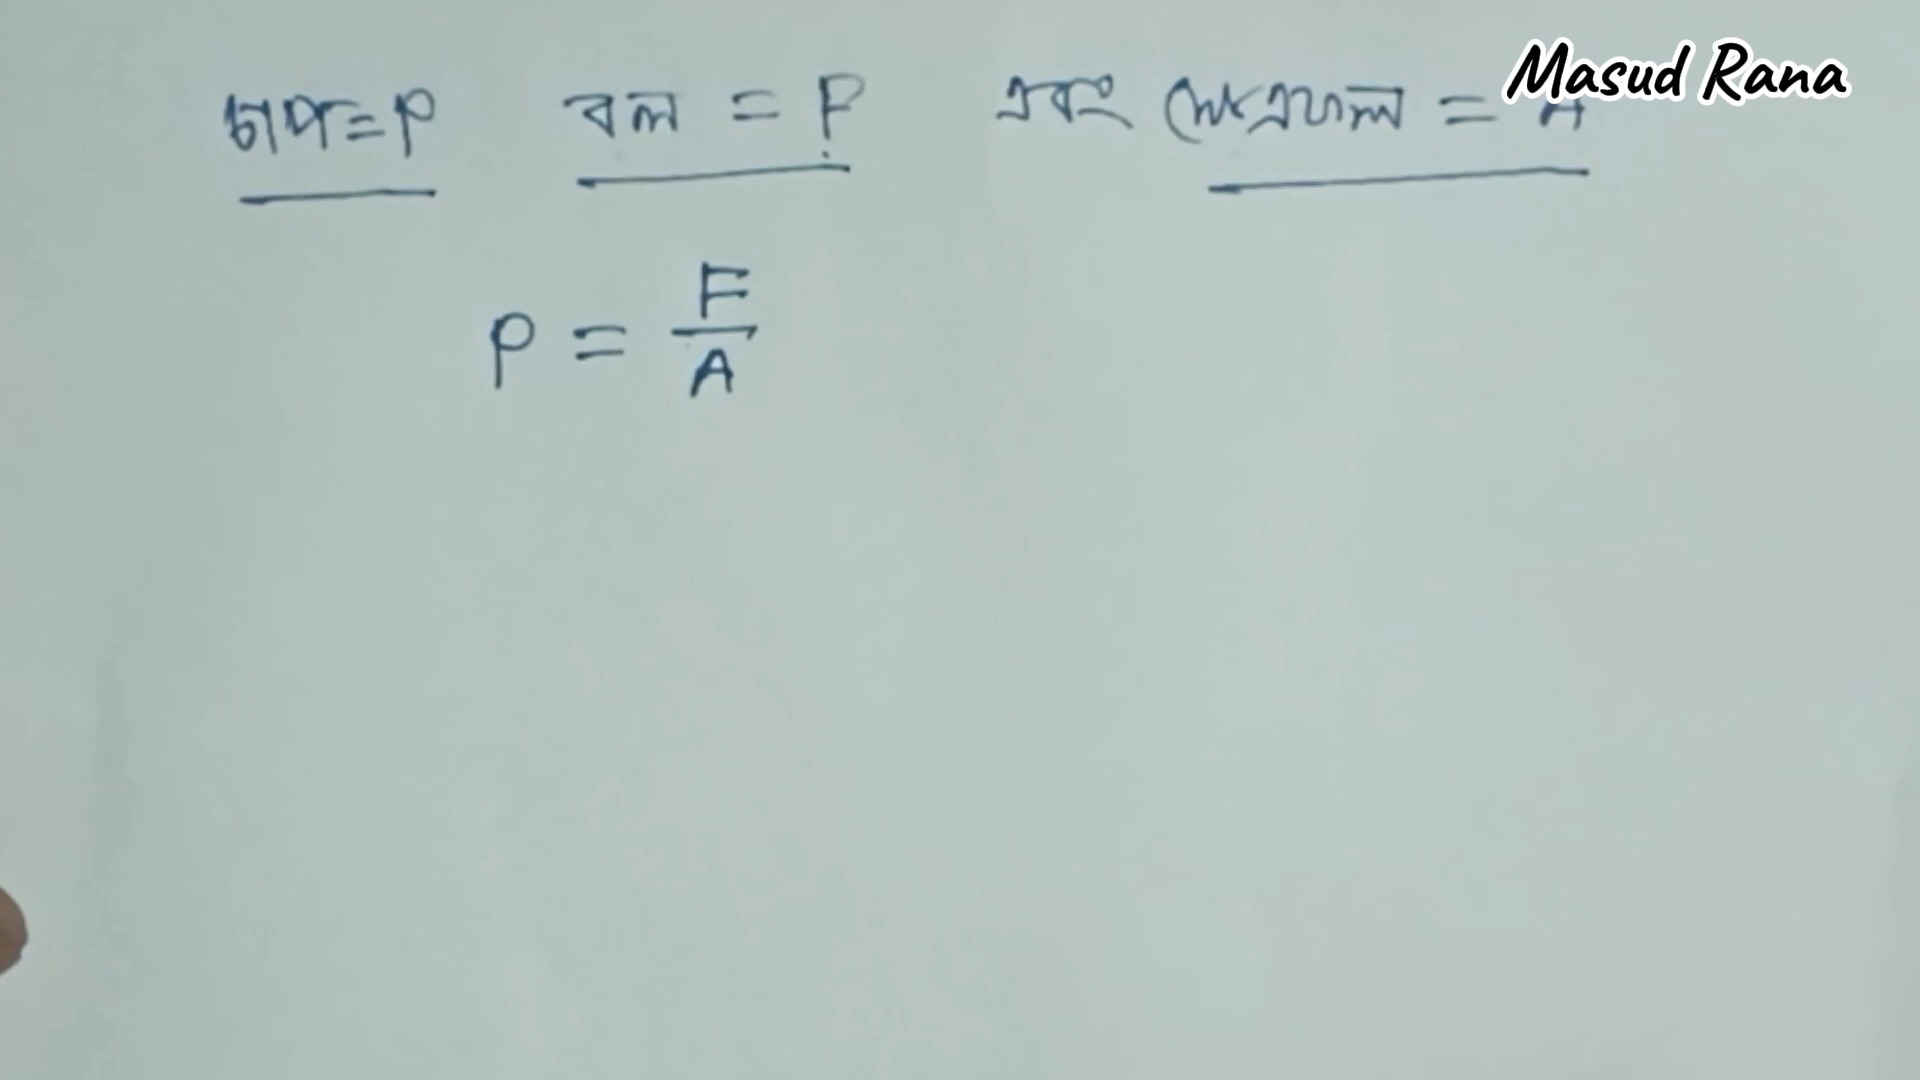 Masud Rana
চাপ = P বল = F এবং ক্ষেত্রফল = A
P = F/A